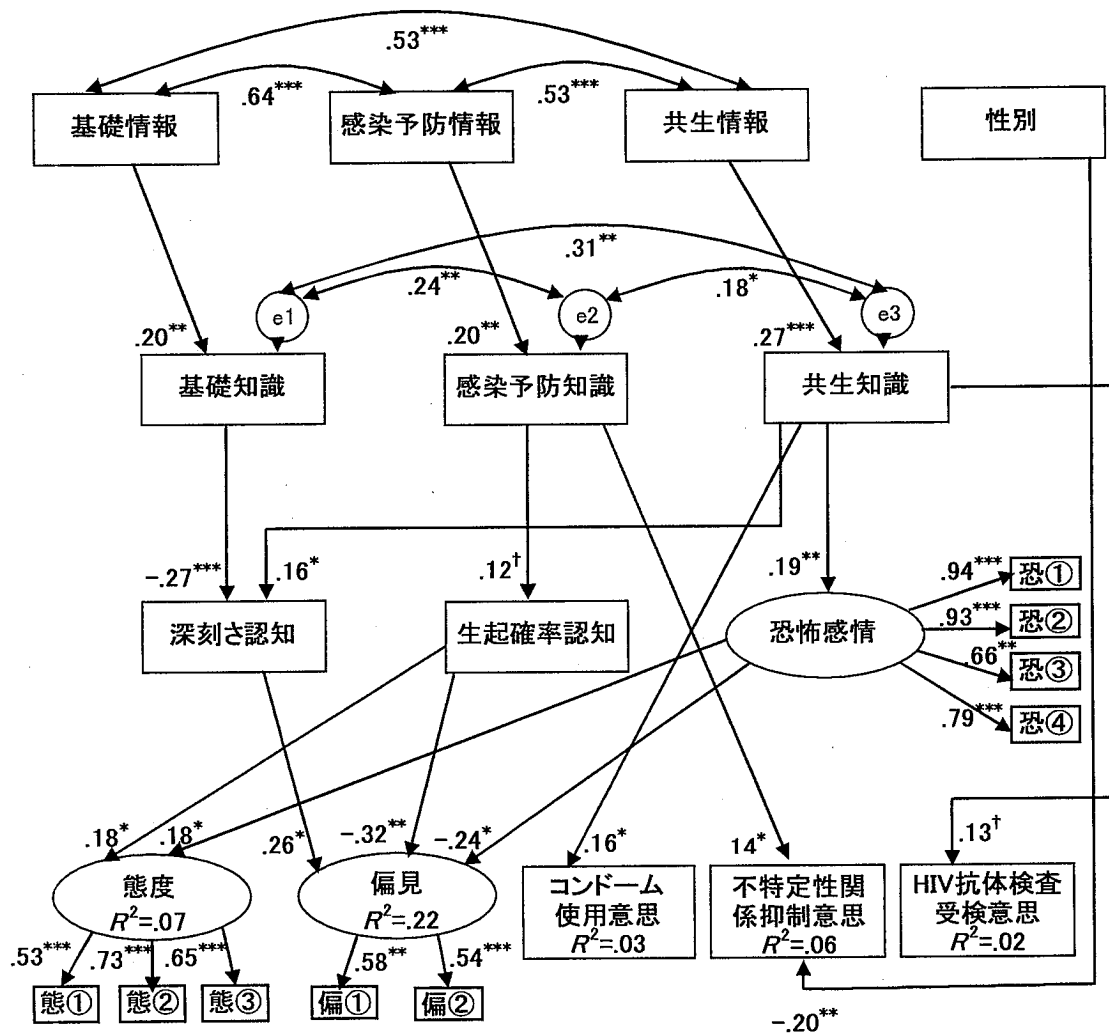 .53***
.64***
.53***
基礎情報
感染予防情報
共生情報
性別
.31**
.24**
.18*
e1
e2
e3
.20**
.20**
.27***
基礎知識
感染予防知識
共生知識
-.27***
.16*
.12†
.19**
.94***
恐①
.93***
恐②
.66**
恐③
.79***
恐④
深刻さ認知
生起確率認知
恐怖感情
.18*
.18*
.26*
-.32**
-.24*
.16*
14*
.13†
態度
R²=.07
偏見
R²=.22
コンドーム
使用意思
R²=.03
不特定性関
係抑制意思
R²=.06
HIV抗体検査
受検意思
R²=.02
.53***
.73***
.65***
.58**
.54***
態①
態②
態③
偏①
偏②
-.20**